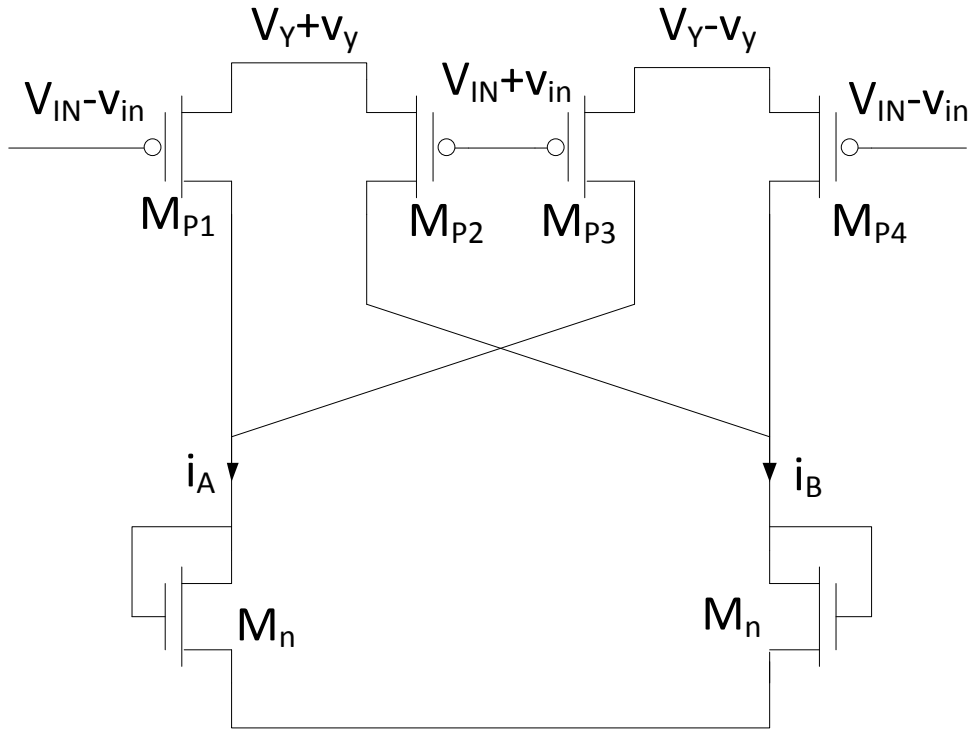 V_Y+v_y
V_Y-v_y
V_IN-v_in
V_IN+v_in
V_IN-v_in
M_P1
M_P2
M_P3
M_P4
i_A
i_B
M_n
M_n